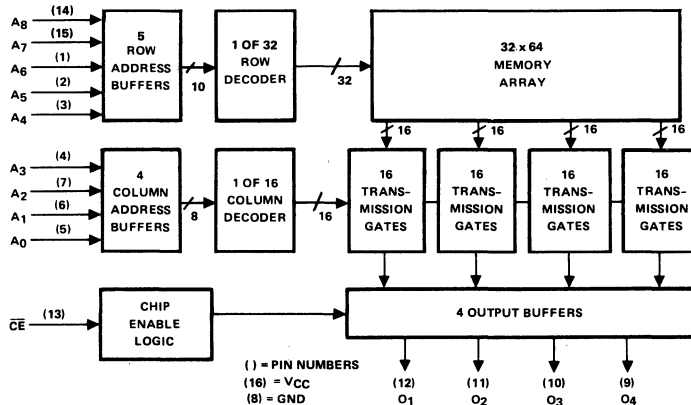 A8 (14)
A7 (15)
A6 (1)
A5 (2)
A4 (3)
5
ROW
ADDRESS
BUFFERS
10
1 OF 32
ROW
DECODER
32
32 x 64
MEMORY
ARRAY
16
16
16
16
A3 (4)
A2 (7)
A1 (6)
A0 (5)
4
COLUMN
ADDRESS
BUFFERS
8
1 OF 16
COLUMN
DECODER
16
16
TRANS-
MISSION
GATES
16
TRANS-
MISSION
GATES
16
TRANS-
MISSION
GATES
16
TRANS-
MISSION
GATES
CE (13)
CHIP
ENABLE
LOGIC
4 OUTPUT BUFFERS
( ) = PIN NUMBERS
(16) = VCC
(8) = GND
(12) (11) (10) (9)
O1 O2 O3 O4